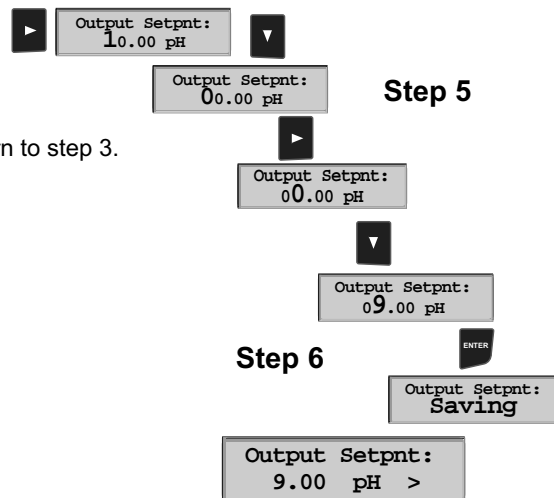 Output Setpnt:
10.00 pH
Output Setpnt:
00.00 pH
Step 5
n to step 3.
Output Setpnt:
00.00 pH
Output Setpnt:
09.00 pH
Step 6
ENTER
Output Setpnt:
Saving
Output Setpnt:
9.00 pH >